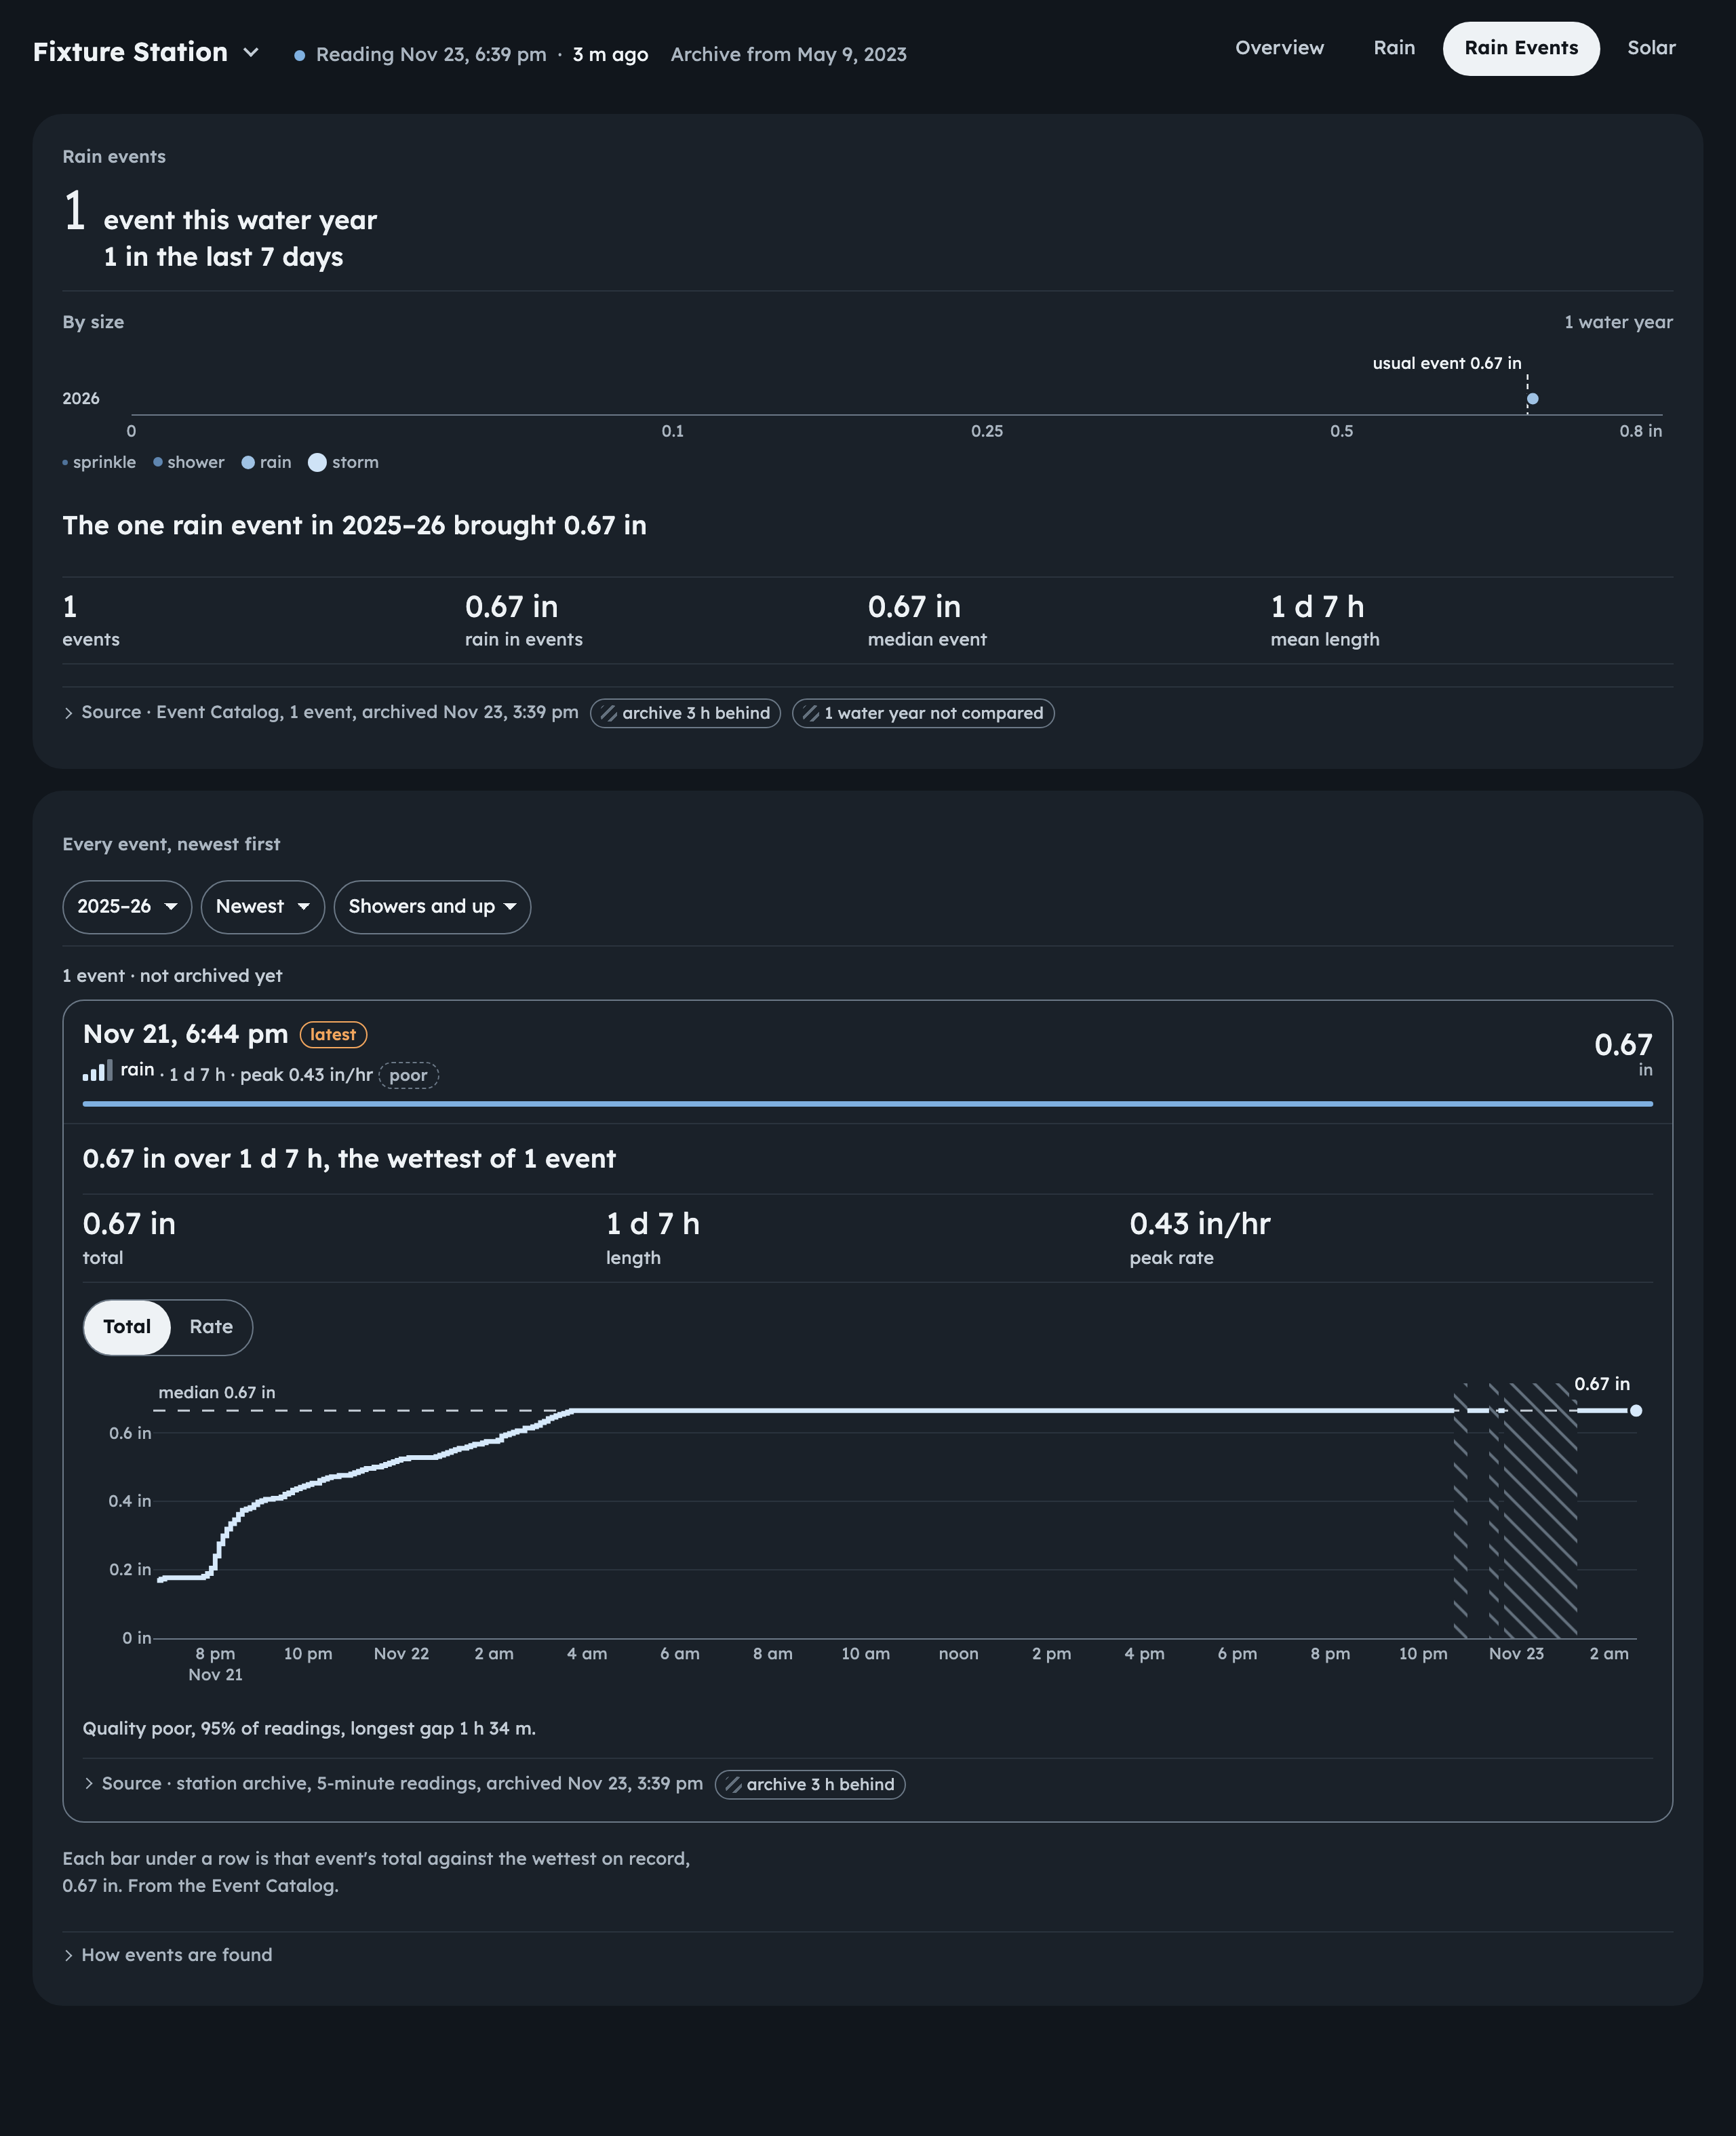 Fixture Station
Reading Nov 23, 6:39 pm · 3 m ago Archive from May 9, 2023
Overview Rain Rain Events Solar
Rain events
1 event this water year
1 in the last 7 days
By size 1 water year
usual event 0.67 in
2026
0 0.1 0.25 0.5 0.8 in
sprinkle shower rain storm
The one rain event in 2025–26 brought 0.67 in
1 0.67 in 0.67 in 1 d 7 h
events rain in events median event mean length
Source · Event Catalog, 1 event, archived Nov 23, 3:39 pm archive 3 h behind 1 water year not compared
Every event, newest first
2025–26 Newest Showers and up
1 event · not archived yet
Nov 21, 6:44 pm latest
0.67
in
rain · 1 d 7 h · peak 0.43 in/hr poor
0.67 in over 1 d 7 h, the wettest of 1 event
0.67 in 1 d 7 h 0.43 in/hr
total length peak rate
Total Rate
0.67 in
median 0.67 in
0.6 in
0.4 in
0.2 in
0 in
8 pm 10 pm Nov 22 2 am 4 am 6 am 8 am 10 am noon 2 pm 4 pm 6 pm 8 pm 10 pm Nov 23 2 am
Nov 21
Quality poor, 95% of readings, longest gap 1 h 34 m.
Source · station archive, 5-minute readings, archived Nov 23, 3:39 pm archive 3 h behind
Each bar under a row is that event's total against the wettest on record,
0.67 in. From the Event Catalog.
How events are found